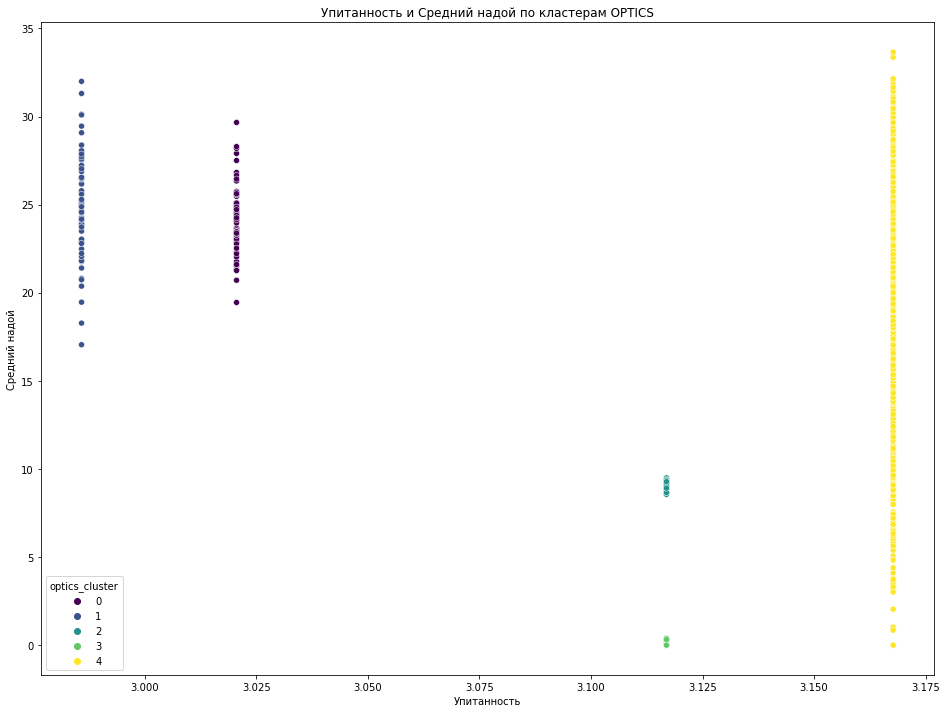 Упитанность и Средний надой по кластерам OPTICS
35
30
25
20
15
10
5
0
Средний надой
optics_cluster
0
1
2
3
4
3.000 3.025 3.050 3.075 3.100 3.125 3.150 3.175
Упитанность